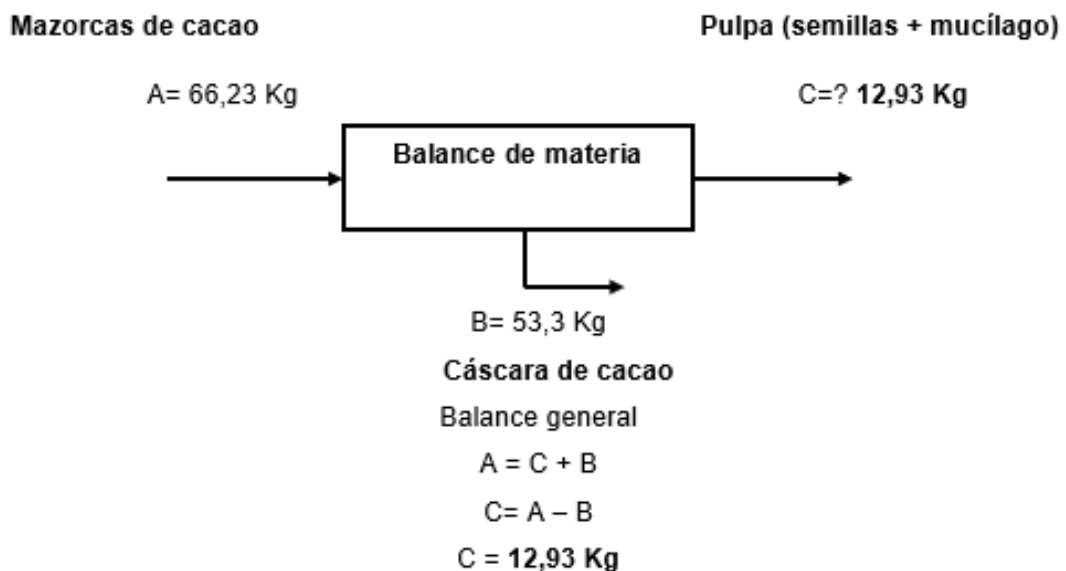 Mazorcas de cacao
Pulpa (semillas + mucílago)
A= 66,23 Kg
C=? 12,93 Kg
Balance de materia
B= 53,3 Kg
Cáscara de cacao
Balance general
A = C + B
C= A – B
C = 12,93 Kg